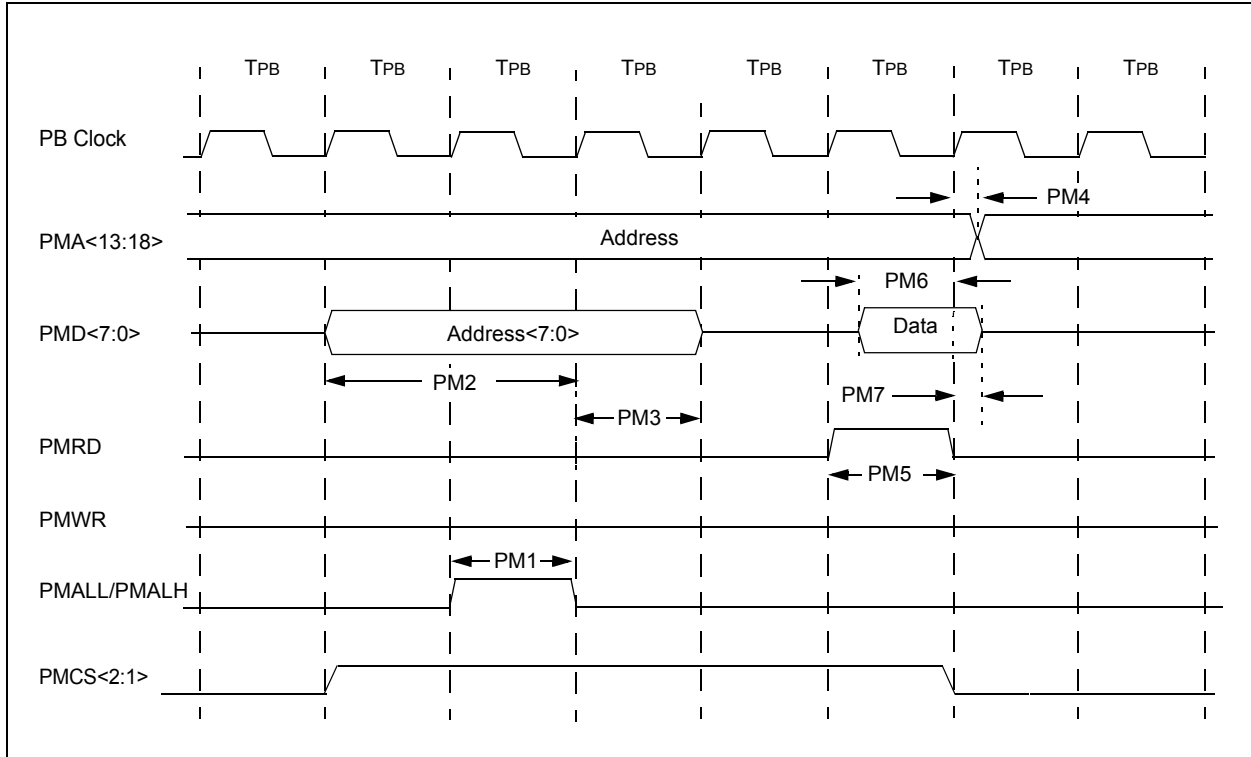 TPB TPB TPB TPB TPB TPB TPB TPB
PB Clock
PM4
PMA<13:18>
Address
PM6
PMD<7:0>
Address<7:0>
Data
PM2
PM7
PM3
PMRD
PM5
PMWR
PM1
PMALL/PMALH
PMCS<2:1>